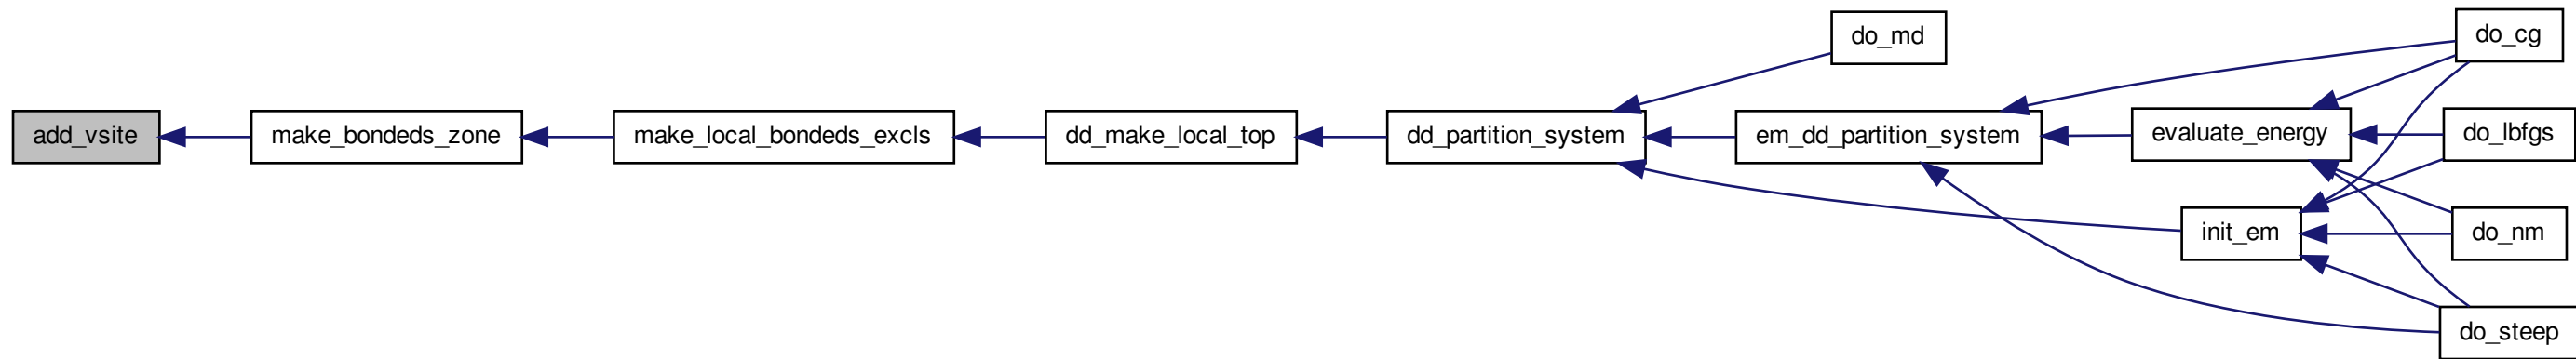 add_vsite
make_bondeds_zone
make_local_bondeds_excls
dd_make_local_top
dd_partition_system
do_md
em_dd_partition_system
evaluate_energy
init_em
do_cg
do_lbfgs
do_nm
do_steep